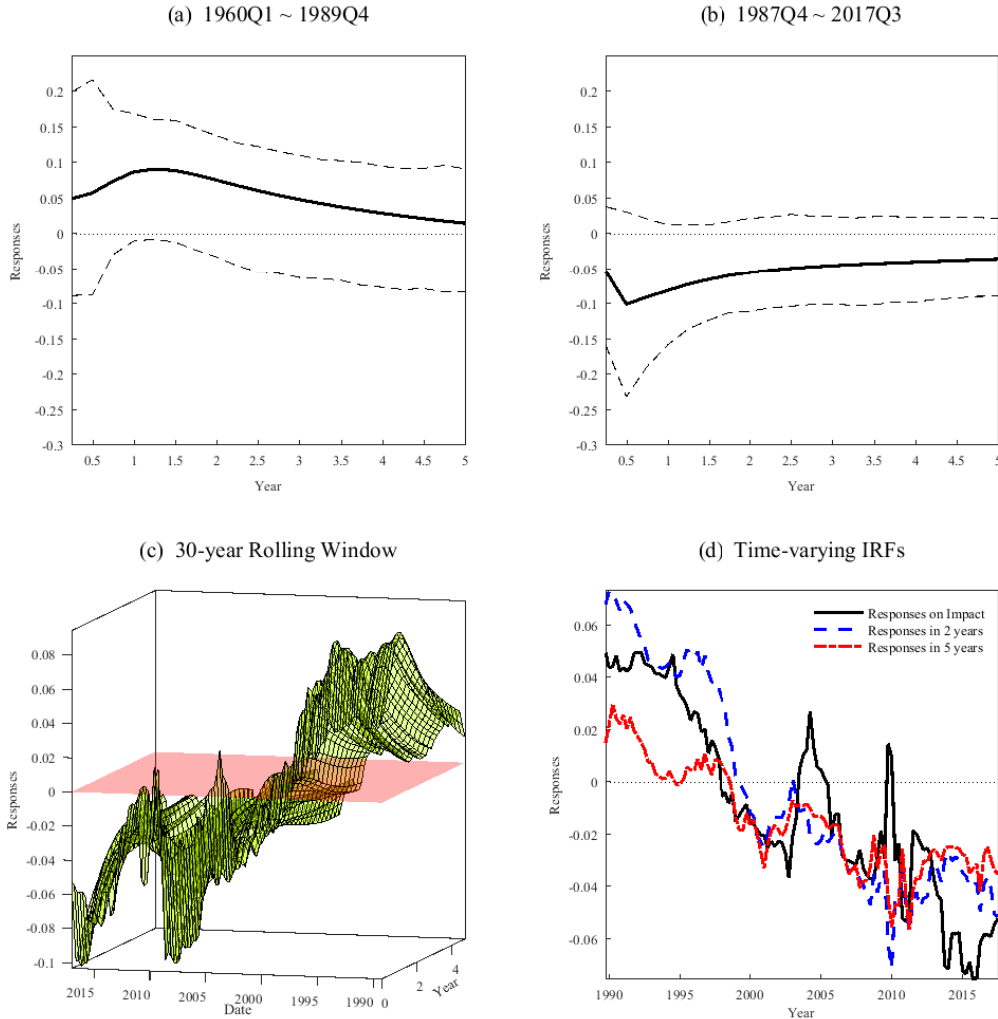 (a) 1960Q1 ~ 1989Q4
0.2
0.15
0.1
0.05
0
-0.05
-0.1
-0.15
-0.2
-0.25
-0.3
Responses
0.5 1 1.5 2 2.5 3 3.5 4 4.5 5
Year
(b) 1987Q4 ~ 2017Q3
0.2
0.15
0.1
0.05
0
-0.05
-0.1
-0.15
-0.2
-0.25
-0.3
Responses
0.5 1 1.5 2 2.5 3 3.5 4 4.5 5
Year
(c) 30-year Rolling Window
0.08
0.06
0.04
0.02
0
-0.02
-0.04
-0.06
-0.08
-0.1
Responses
2015 2010 2005 2000 1995 1990
Date
0 2 4
Year
(d) Time-varying IRFs
Responses on Impact
Responses in 2 years
Responses in 5 years
0.06
0.04
0.02
0
-0.02
-0.04
-0.06
Responses
1990 1995 2000 2005 2010 2015
Year